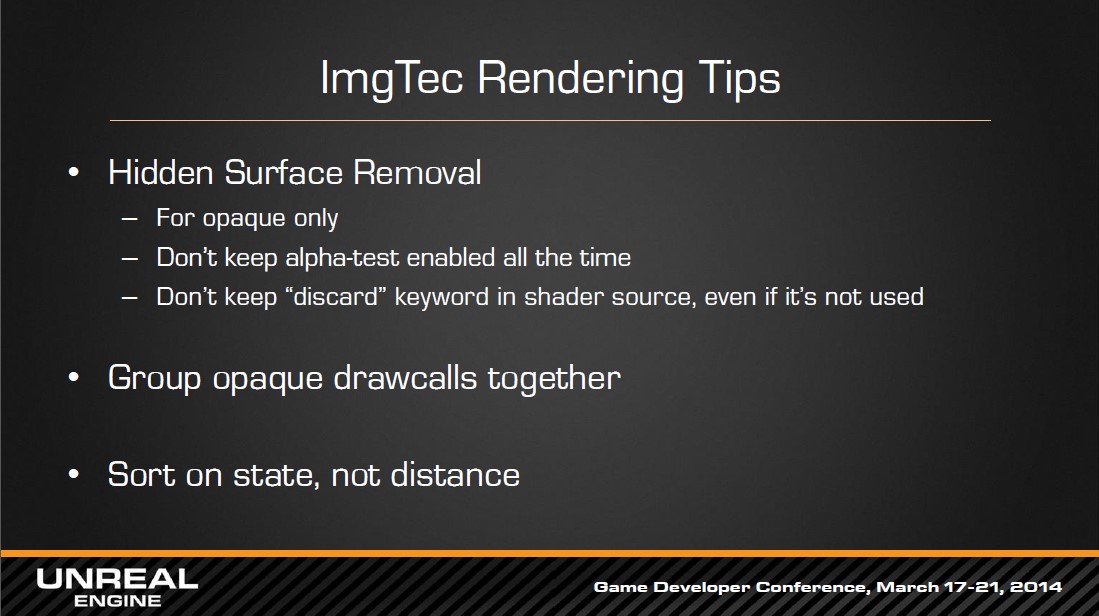 ImgTec Rendering Tips
• Hidden Surface Removal
– For opaque only
– Don’t keep alpha-test enabled all the time
– Don’t keep “discard” keyword in shader source, even if it’s not used
• Group opaque drawcalls together
• Sort on state, not distance
UNREAL
ENGINE
Game Developer Conference, March 17-21, 2014